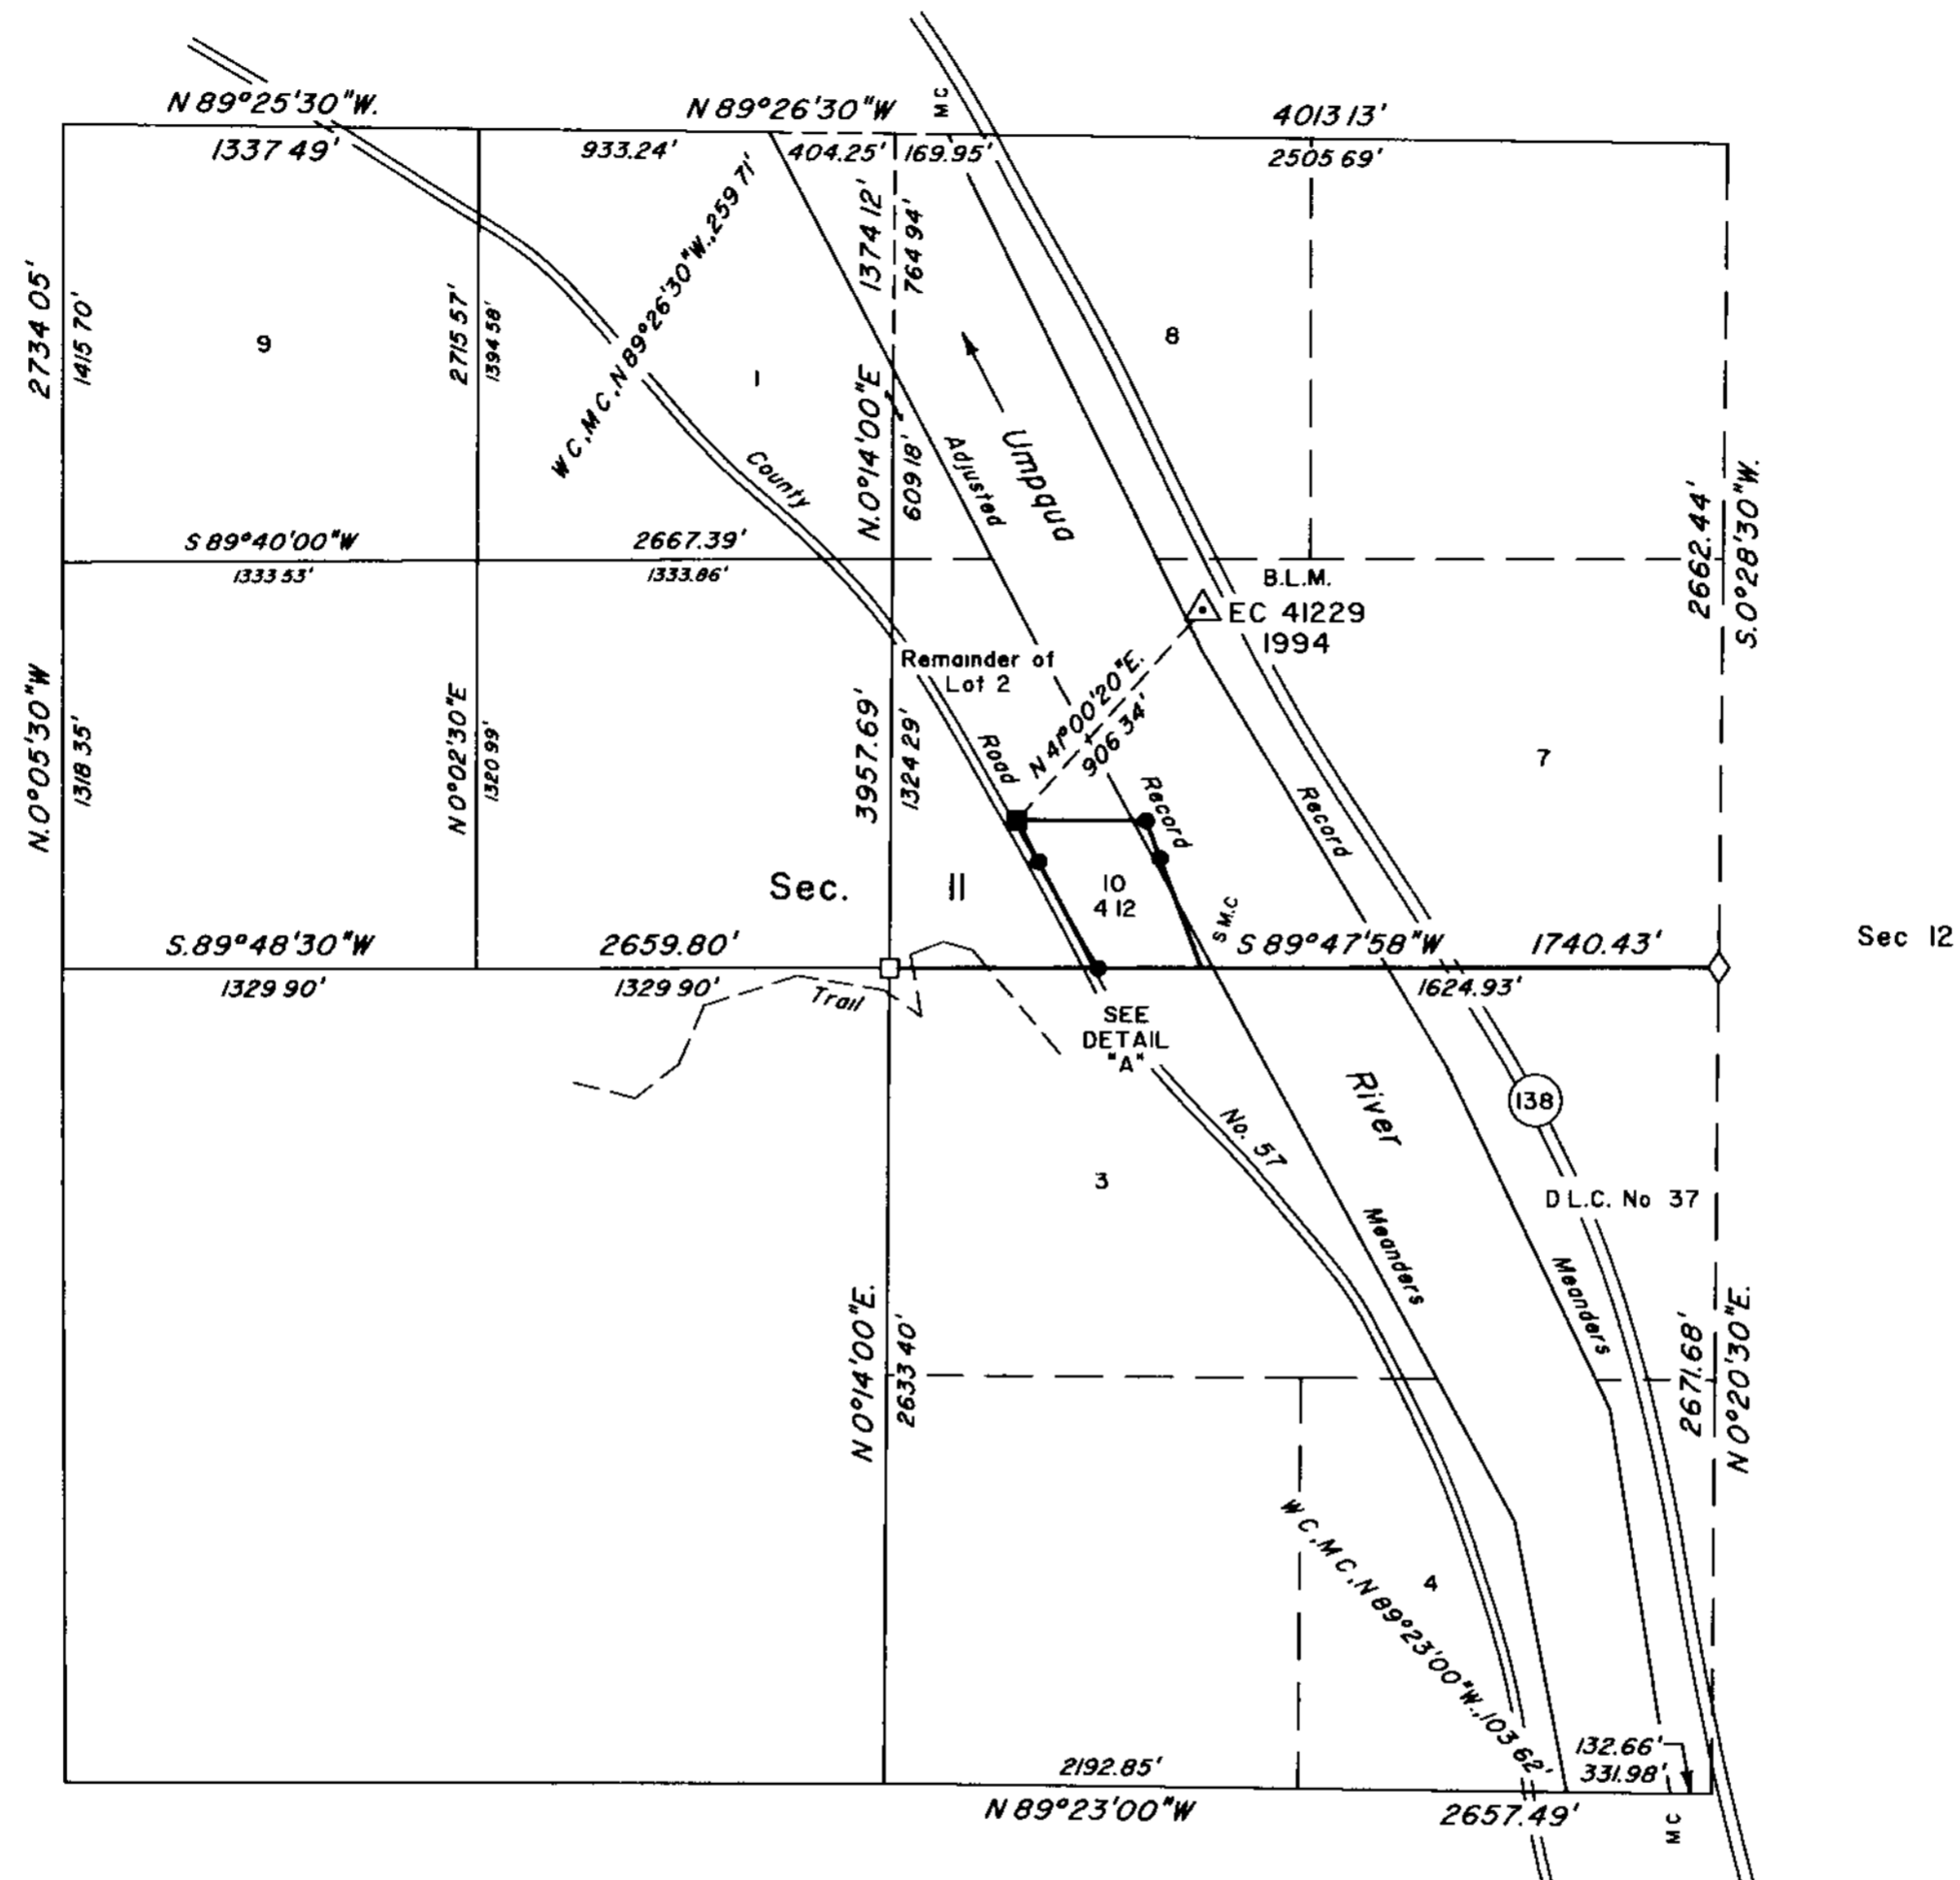 N 89°25'30"W.
N 89°26'30"W
M C
4013 13'
1337 49'
933.24'
404.25'
169.95'
2505 69'
W C, M C, N 89°26'30"W., 259 71'
1374 12'
764 94'
2734 05'
1415 70'
2715 57'
1394 58'
9
1
8
County
N.0°14'00"E
609 18'
Adjusted
Umpqua
2662.44'
S.0°28'30"W.
S 89°40'00"W
2667.39'
1333 53'
1333.86'
B.L.M.
EC 41229
1994
Remainder of
Lot 2
N 41°00'20"E.
906 34'
N.0°05'30"W
1318 35'
N 0°02'30"E
1320 99'
3957.69'
1324 29'
Road
Record
Record
7
Sec.
11
10
4 12
S M.C
Sec 12
S.89°48'30"W
2659.80'
S 89°47'58"W
1740.43'
1329 90'
1329 90'
Trail
1624.93'
SEE
DETAIL
"A"
River
138
No. 57
3
D L.C. No 37
Meanders
Meanders
N 0°14'00"E.
2633 40'
2671.68'
N 0°20'30"E.
W C, M C, N 89°23'00"W., 103 62'
4
132.66'
331.98'
2192.85'
N 89°23'00"W
2657.49'
M C